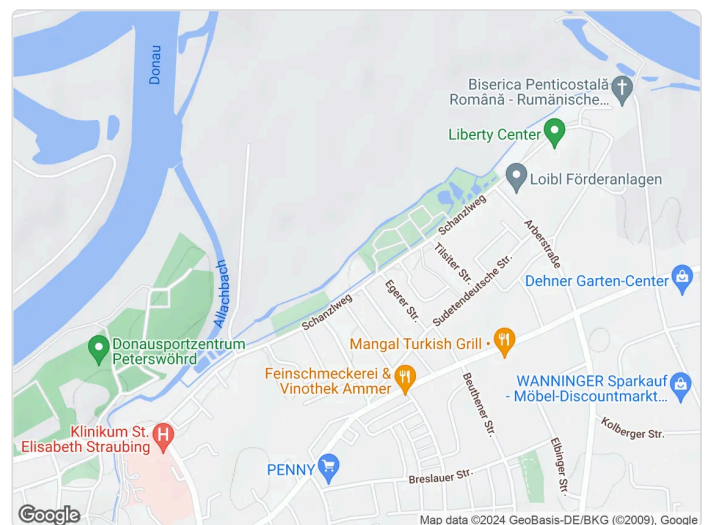 Donau
Biserica Penticostală
Română - Rumänische...
Liberty Center
Loibl Förderanlagen
Schanzlweg
Arberstraße
Tilsiter Str.
Allachbach
Egerer Str.
Sudetendeutsche Str.
Dehner Garten-Center
Schanzlweg
Donausportzentrum
Peterswöhrd
Mangal Turkish Grill •
Feinschmeckerei &
Vinothek Ammer
WANNINGER Sparkauf
- Möbel-Discountmarkt...
Beuthener Str.
Kolberger Str.
Klinikum St.
Elisabeth Straubing
H
Elbinger Str.
PENNY
Breslauer Str.
Google
Map data ©2024 GeoBasis-DE/BKG (©2009), Google